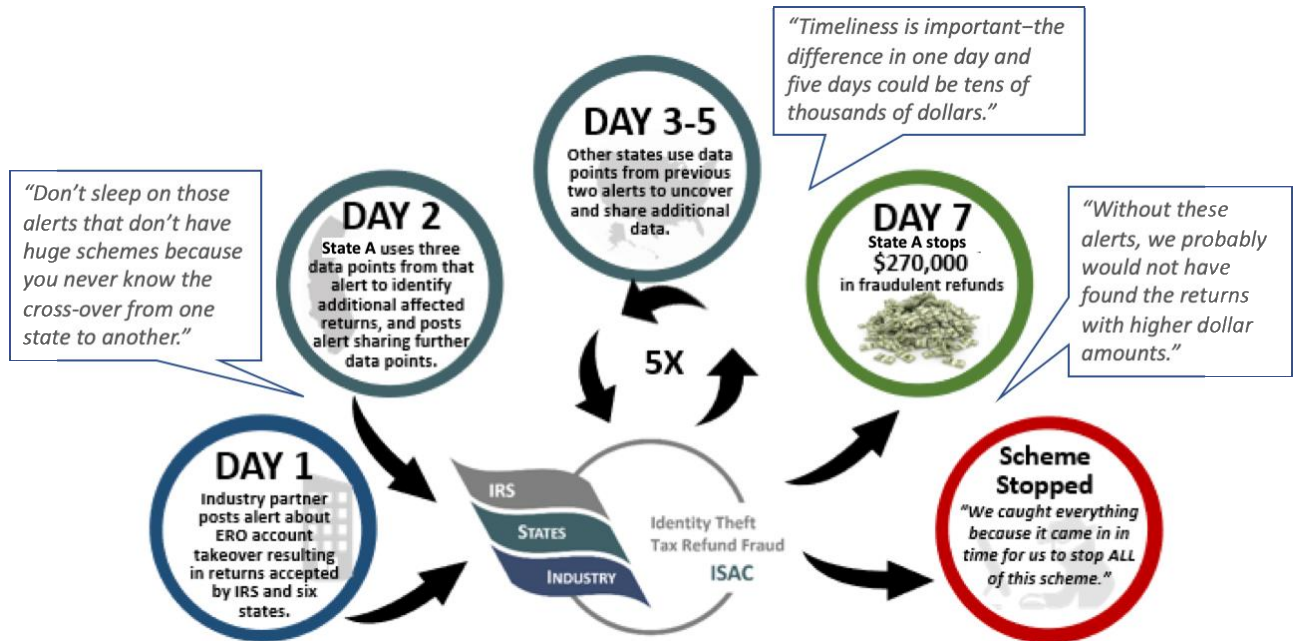 “Don’t sleep on those
alerts that don’t have
huge schemes because
you never know the
cross-over from one
state to another.”
DAY 1
Industry partner
posts alert about
ERO account
takeover resulting
in returns accepted
by IRS and six
states.
DAY 2
State A uses three
data points from that
alert to identify
additional affected
returns, and posts
alert sharing further
data points.
DAY 3-5
Other states use data
points from previous
two alerts to uncover
and share additional
data.
5X
IRS
STATES
INDUSTRY
Identity Theft
Tax Refund Fraud
ISAC
“Timeliness is important–the
difference in one day and
five days could be tens of
thousands of dollars.”
DAY 7
State A stops
$270,000
in fraudulent refunds
“Without these
alerts, we probably
would not have
found the returns
with higher dollar
amounts.”
Scheme
Stopped
“We caught everything
because it came in in
time for us to stop ALL
of this scheme.”